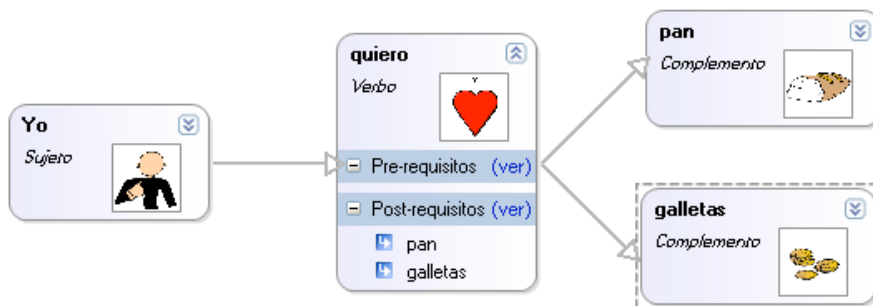 Yo
Sujeto
quiero
Verbo
Pre-requisitos (ver)
Post-requisitos (ver)
pan
galletas
pan
Complemento
galletas
Complemento